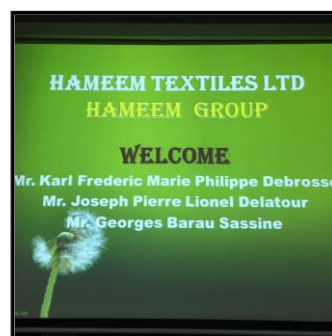 HAMEEM TEXTILES LTD
HAMEEM GROUP
WELCOME
Mr. Karl Frederic Marie Philippe Debrosse
Mr. Joseph Pierre Lionel Delatour
Mr. Georges Barau Sassine